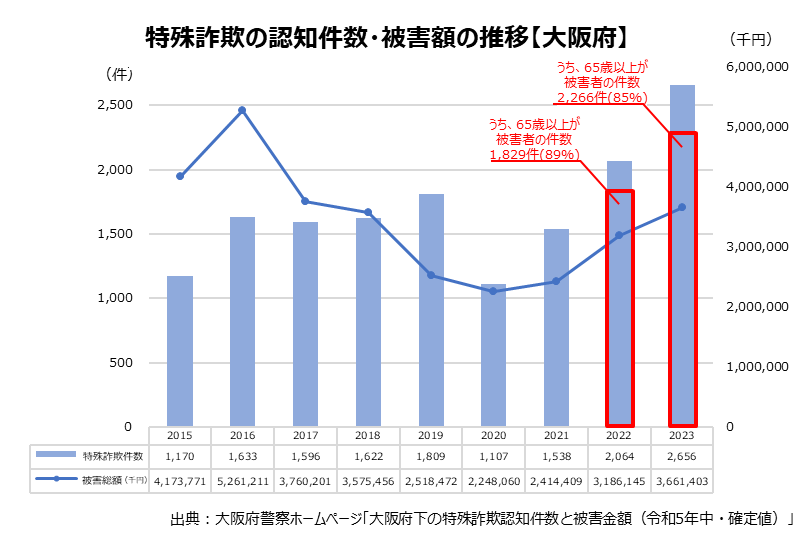 特殊詐欺の認知件数･被害額の推移【大阪府】
（件）
（千円）
2,500
2,000
1,500
1,000
500
0
6,000,000
5,000,000
4,000,000
3,000,000
2,000,000
1,000,000
0
うち、65歳以上が
被害者の件数
2,266件(85%)
うち、65歳以上が
被害者の件数
1,829件(89%)
2015 2016 2017 2018 2019 2020 2021 2022 2023
特殊詐欺件数 1,170 1,633 1,596 1,622 1,809 1,107 1,538 2,064 2,656
被害総額（千円） 4,173,771 5,261,211 3,760,201 3,575,456 2,518,472 2,248,060 2,414,409 3,186,145 3,661,403
出典：大阪府警察ホームページ「大阪府下の特殊詐欺認知件数と被害金額（令和5年中・確定値）」